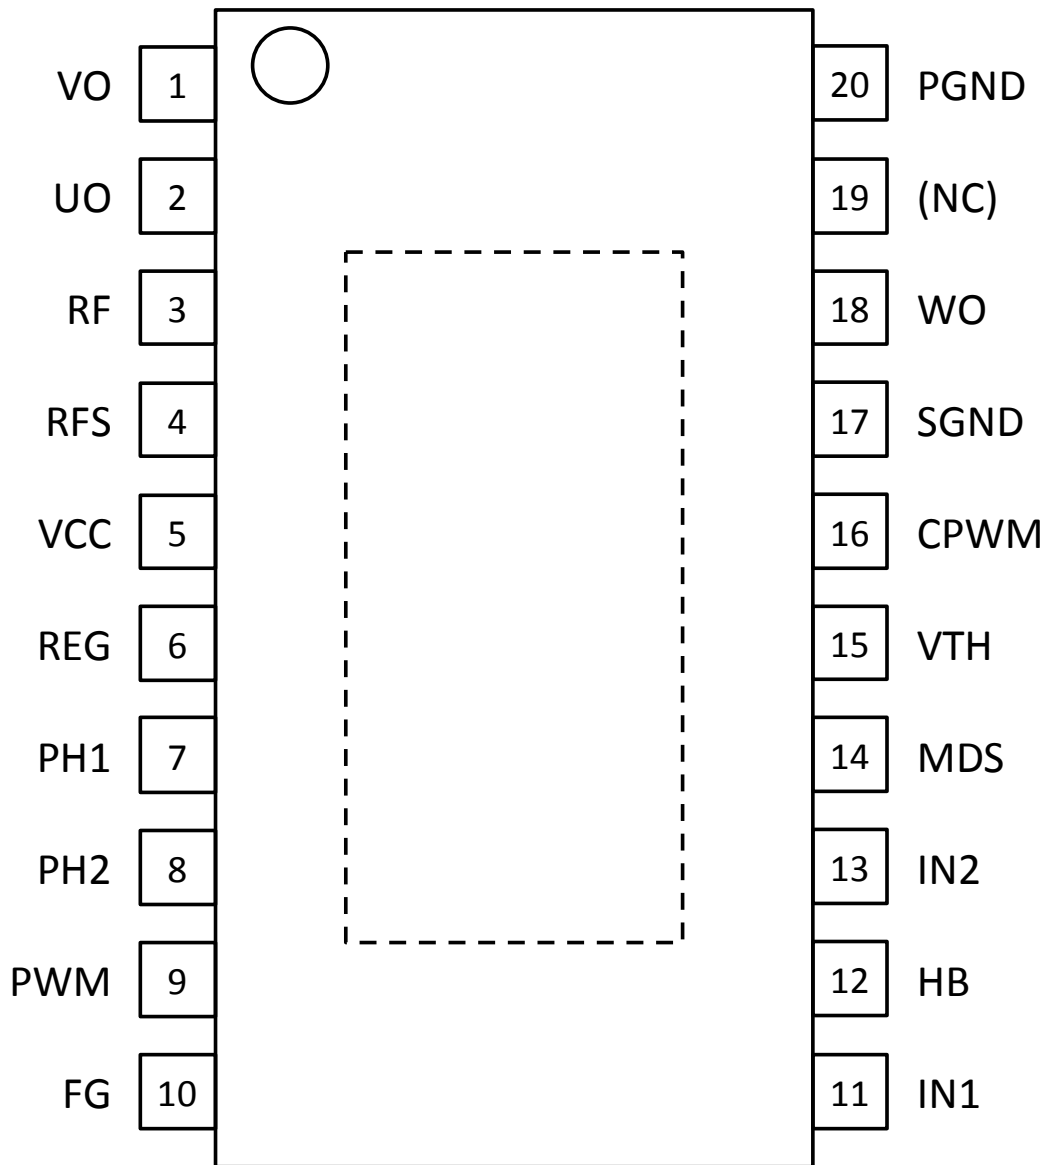 VO 1 20 PGND
UO 2 19 (NC)
RF 3 18 WO
RFS 4 17 SGND
VCC 5 16 CPWM
REG 6 15 VTH
PH1 7 14 MDS
PH2 8 13 IN2
PWM 9 12 HB
FG 10 11 IN1